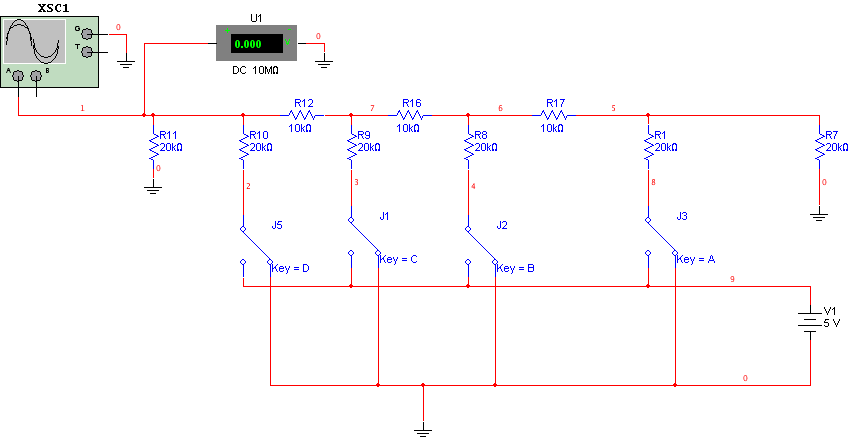 XSC1
G
T
A
B
0
U1
+
-
0.000
V
0
DC 10MΩ
1
R12
10kΩ
7
R16
10kΩ
6
R17
10kΩ
5
R11
20kΩ
0
R10
20kΩ
R9
20kΩ
R8
20kΩ
R1
20kΩ
R7
20kΩ
0
2
3
4
8
J5
Key = D
J1
Key = C
J2
Key = B
J3
Key = A
9
V1
5 V
0